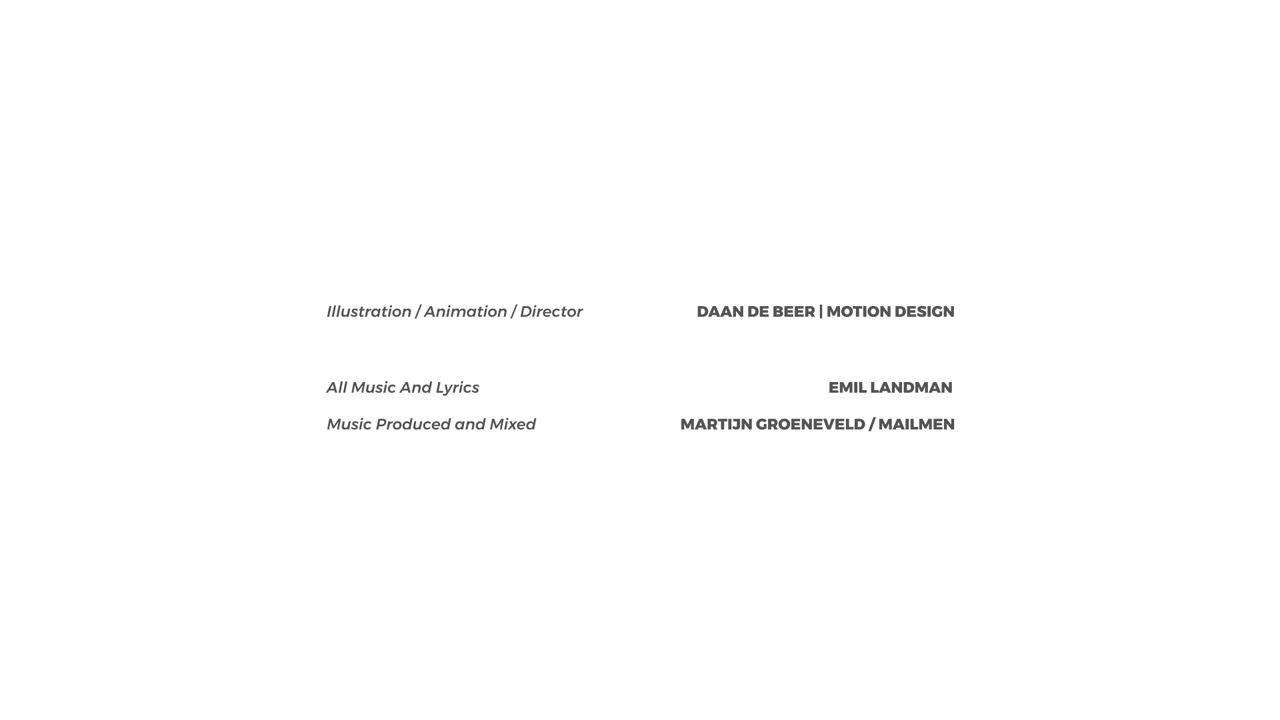 Illustration / Animation / Director DAAN DE BEER | MOTION DESIGN
All Music And Lyrics EMIL LANDMAN
Music Produced and Mixed MARTIJN GROENEVELD / MAILMEN